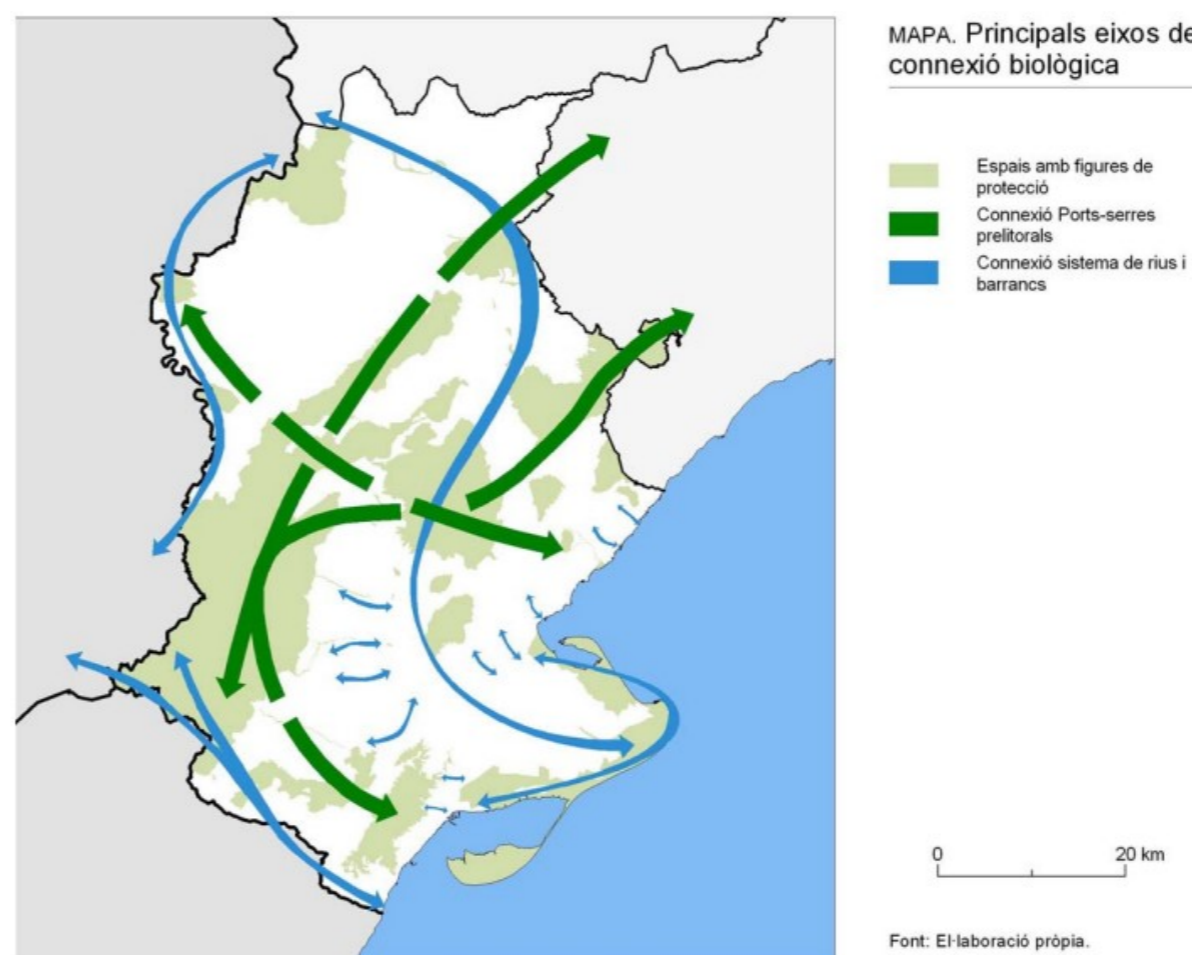 MAPA. Principals eixos de
connexió biològica
Espais amb figures de
protecció
Connexió Ports-serres
prelitorals
Connexió sistema de rius i
barrancs
0 20 km
Font: El·laboració pròpia.